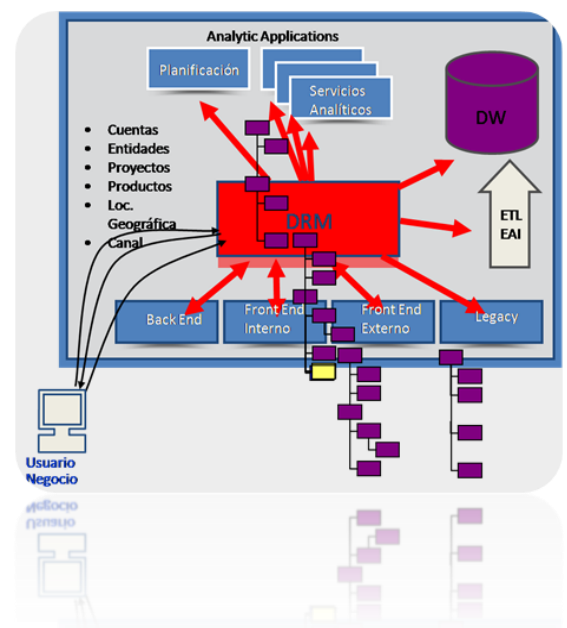 Analytic Applications
Planificación
Servicios
Analíticos
DW
• Cuentas
• Entidades
• Proyectos
• Productos
• Loc.
Geográfica
• Canal
DRM
ETL
EAI
Back End
Front End
Interno
Front End
Externo
Legacy
Usuario
Negocio